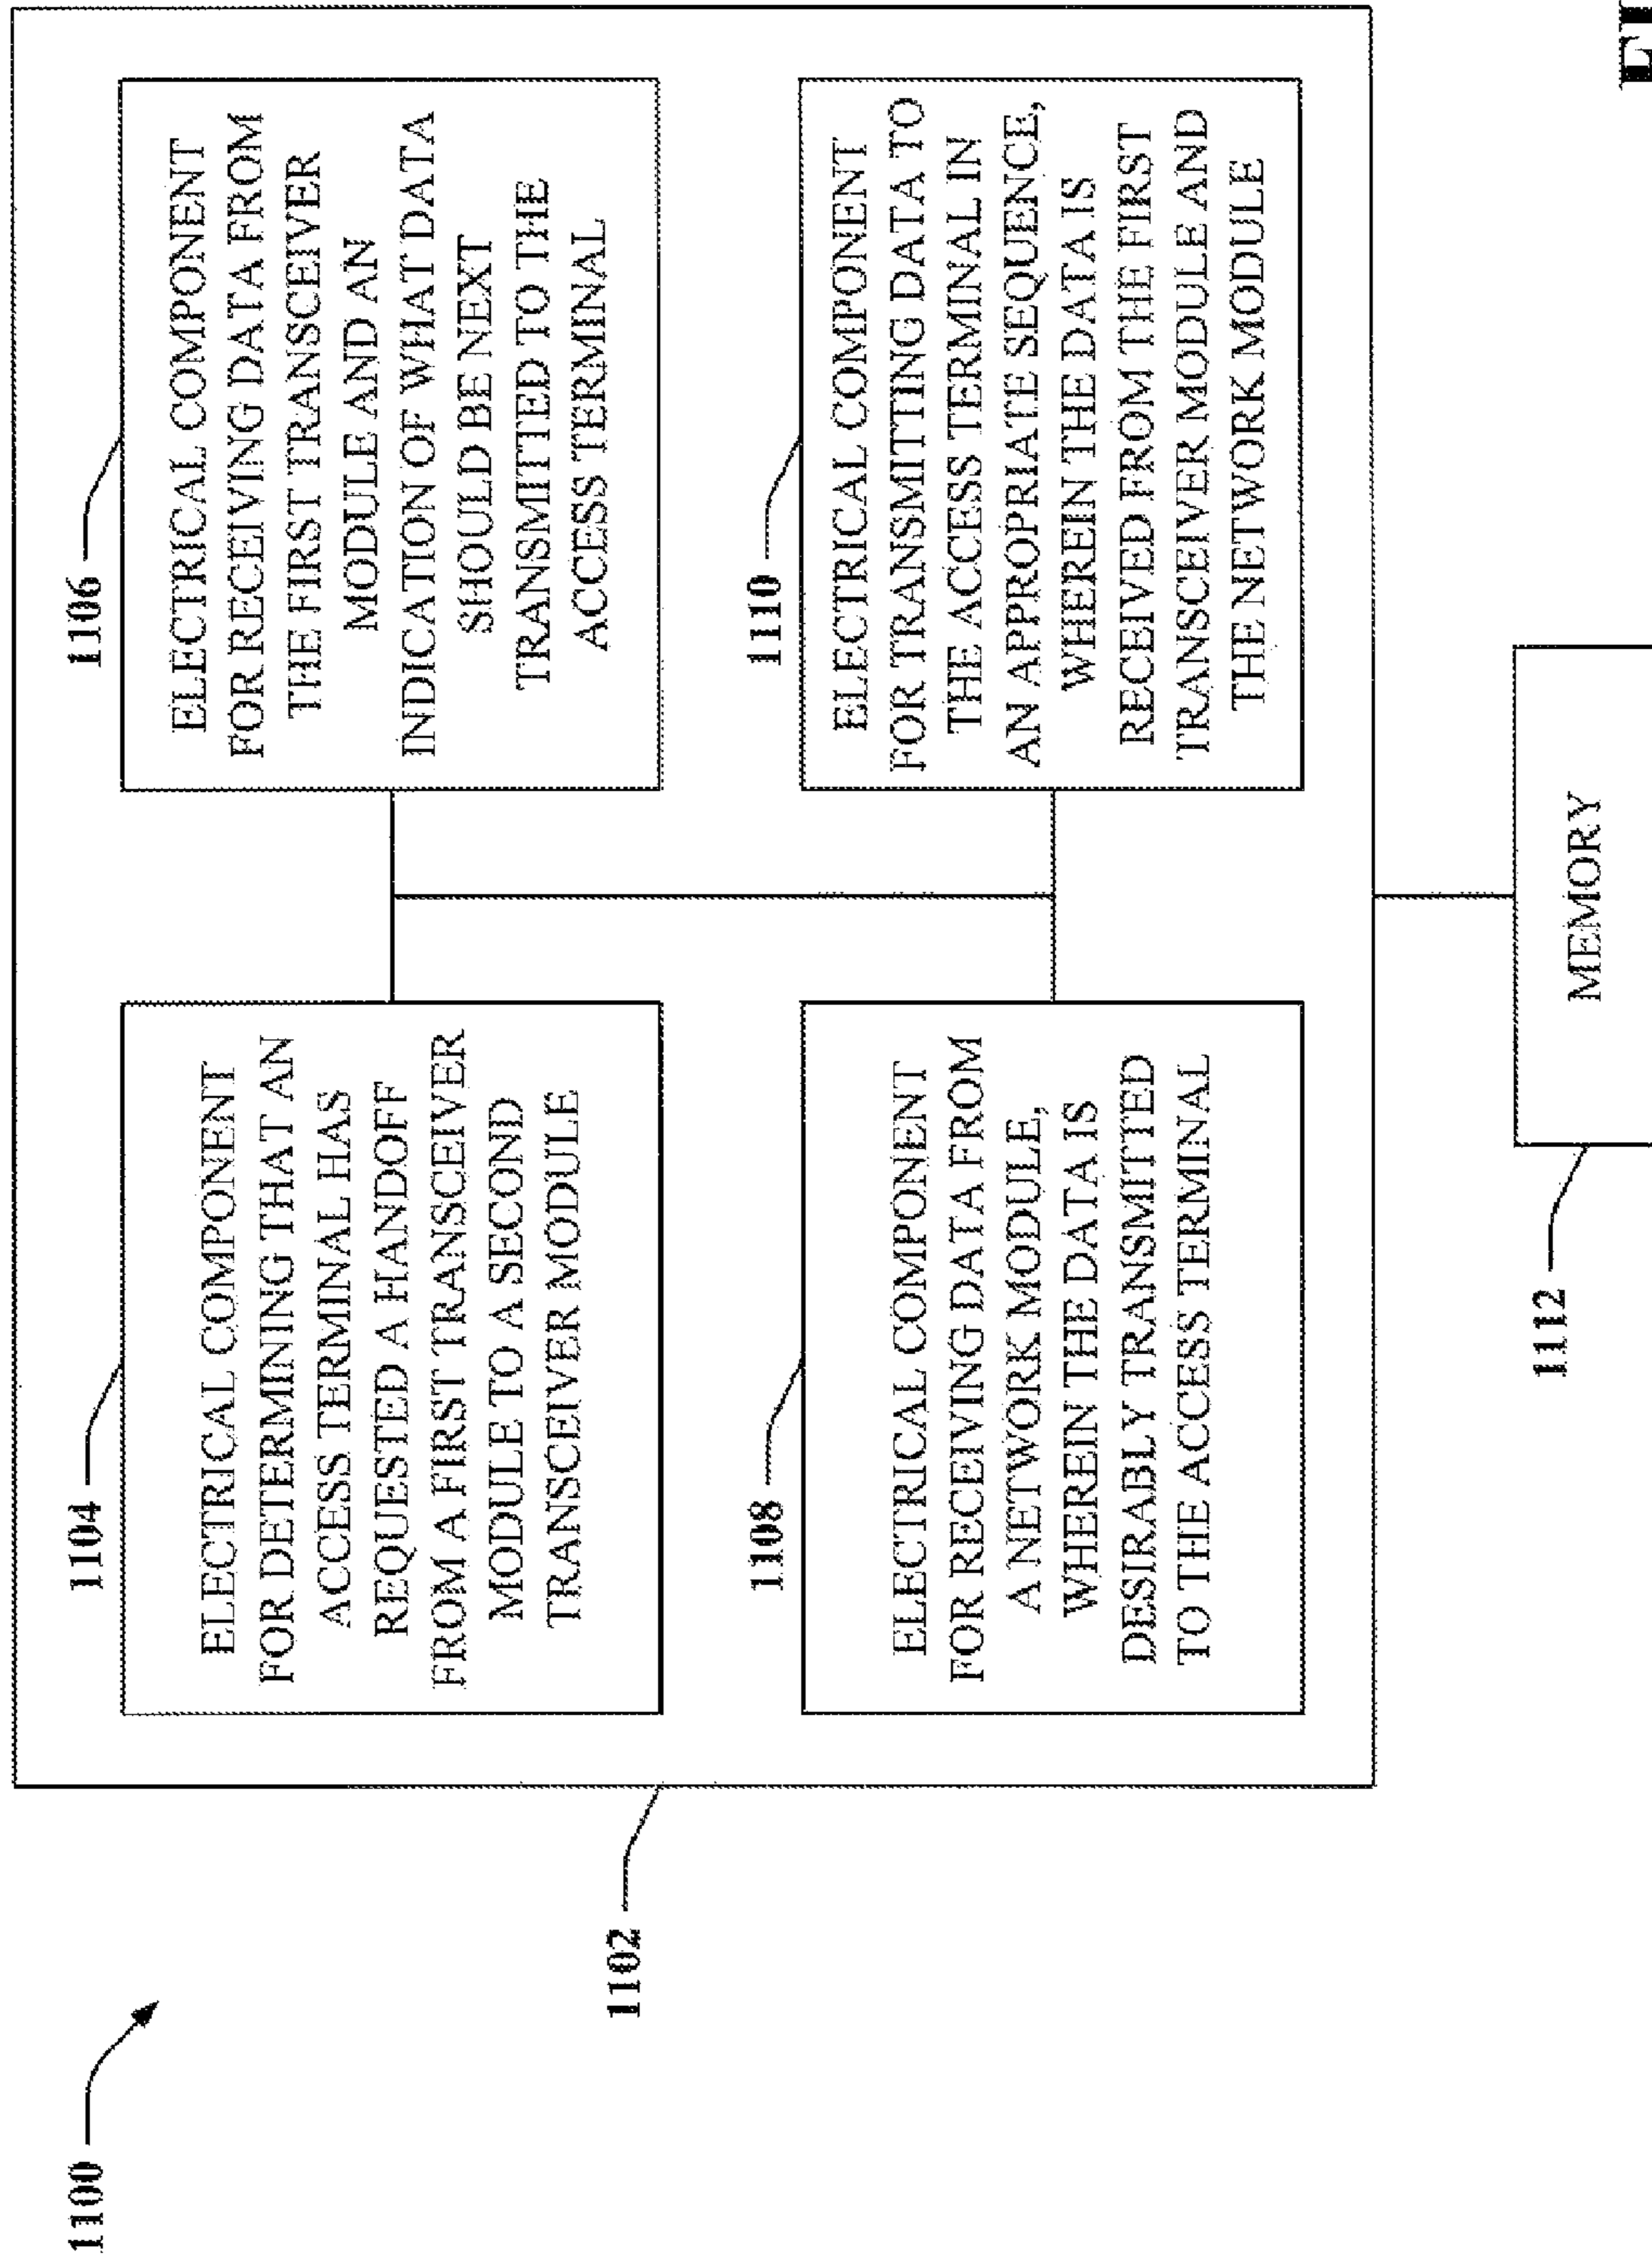 1100
1102
1104
ELECTRICAL COMPONENT
FOR DETERMINING THAT AN
ACCESS TERMINAL HAS
REQUESTED A HANDOFF
FROM A FIRST TRANSCEIVER
MODULE TO A SECOND
TRANSCEIVER MODULE
1106
ELECTRICAL COMPONENT
FOR RECEIVING DATA FROM
THE FIRST TRANSCEIVER
MODULE AND AN
INDICATION OF WHAT DATA
SHOULD BE NEXT
TRANSMITTED TO THE
ACCESS TERMINAL
1108
ELECTRICAL COMPONENT
FOR RECEIVING DATA FROM
A NETWORK MODULE,
WHEREIN THE DATA IS
DESIRABLY TRANSMITTED
TO THE ACCESS TERMINAL
1110
ELECTRICAL COMPONENT
FOR TRANSMITTING DATA TO
THE ACCESS TERMINAL IN
AN APPROPRIATE SEQUENCE,
WHEREIN THE DATA IS
RECEIVED FROM THE FIRST
TRANSCEIVER MODULE AND
THE NETWORK MODULE
1112
MEMORY